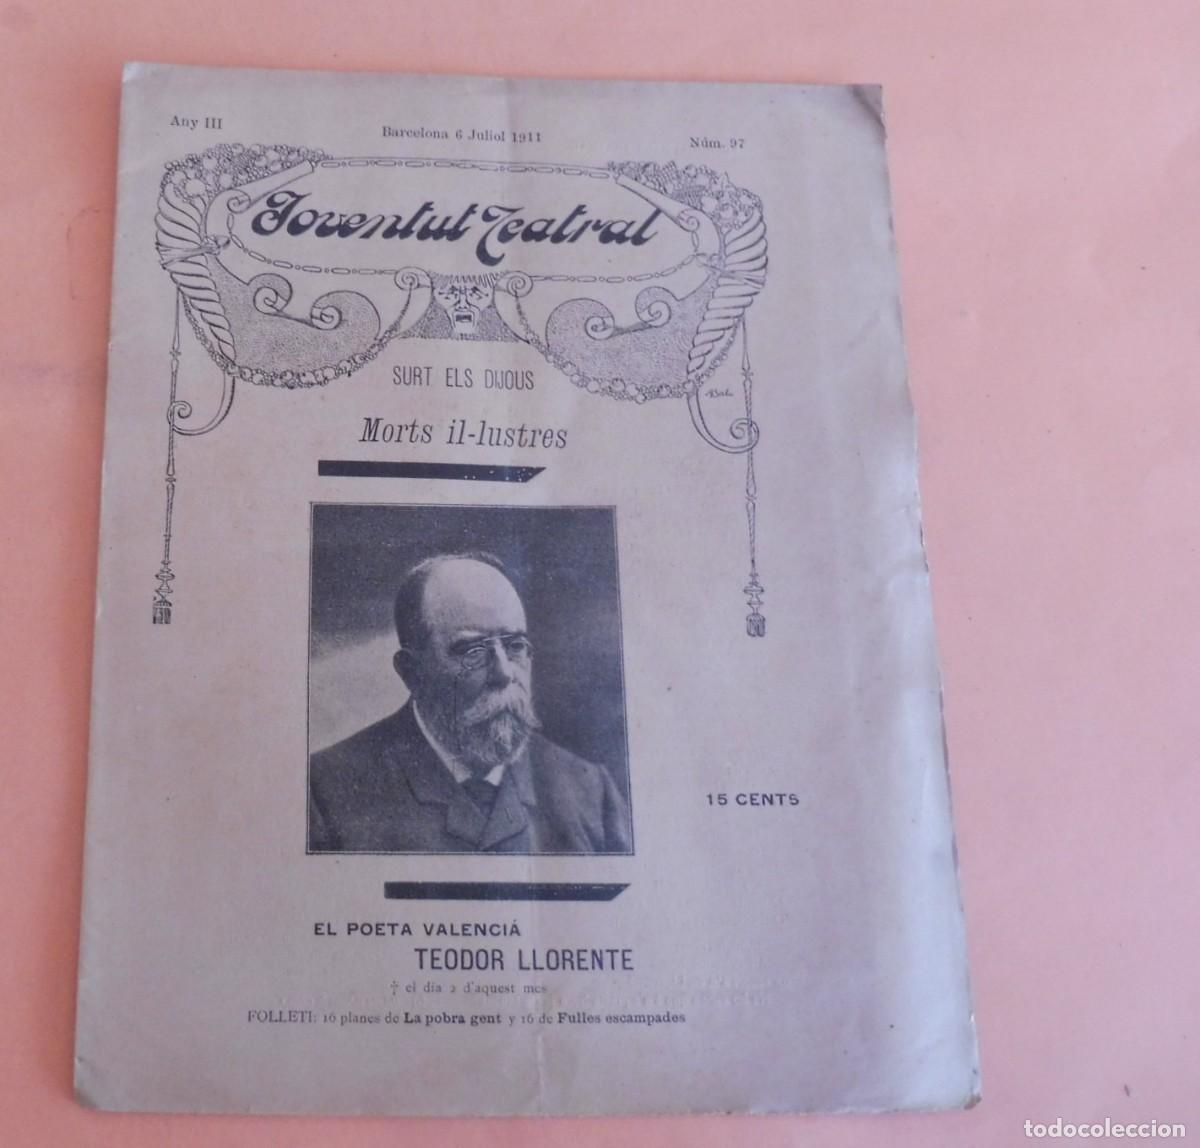 Any III
Barcelona 6 Juliol 1911
Núm. 97
Joventut Teatral
SURT ELS DIJOUS
Morts il-lustres
15 CENTS
EL POETA VALENCIÁ
TEODOR LLORENTE
† el día 2 d'aquest mes
FOLLETI: 16 planes de La pobra gent y 16 de Fulles escampades
todocoleccion